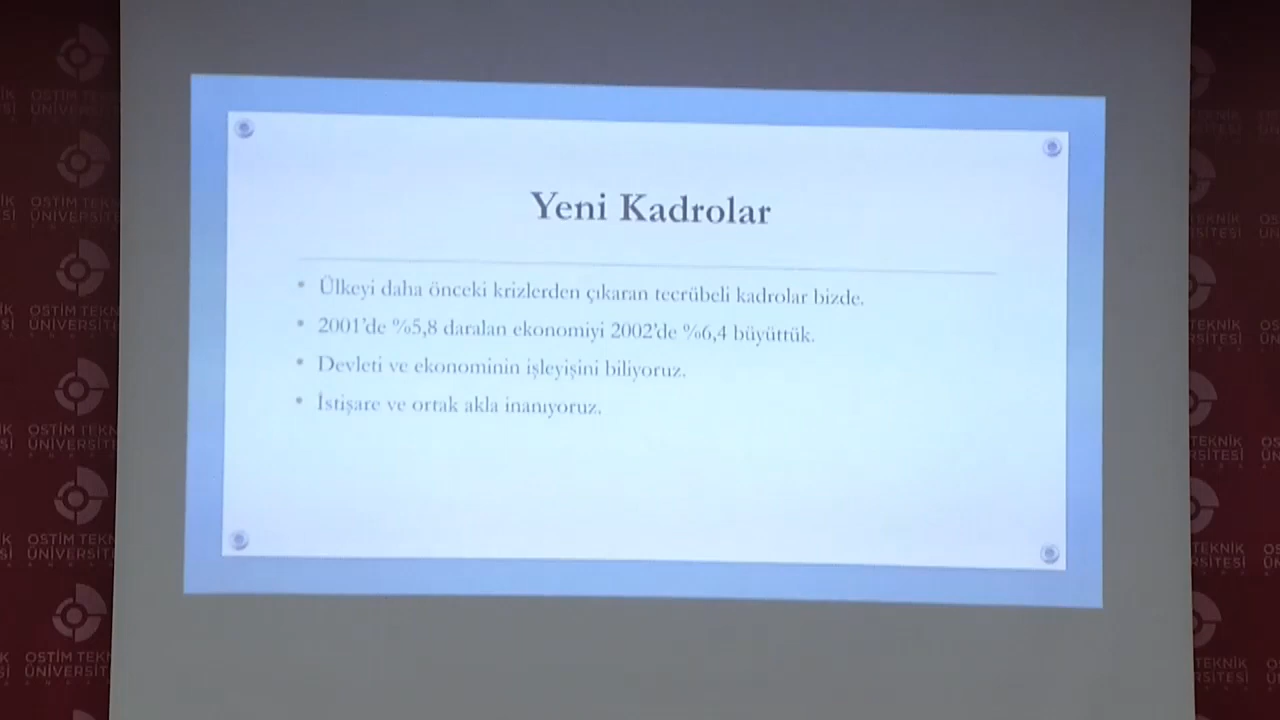 Yeni Kadrolar
• Ülkeyi daha önceki krizlerden çıkaran tecrübeli kadrolar bizde.
• 2001'de %5,8 daralan ekonomiyi 2002'de %6,4 büyüttük.
• Devleti ve ekonominin işleyişini biliyoruz.
• İstişare ve ortak akla inanıyoruz.
OSTİM TEKNİK
ÜNİVERSİTESİ